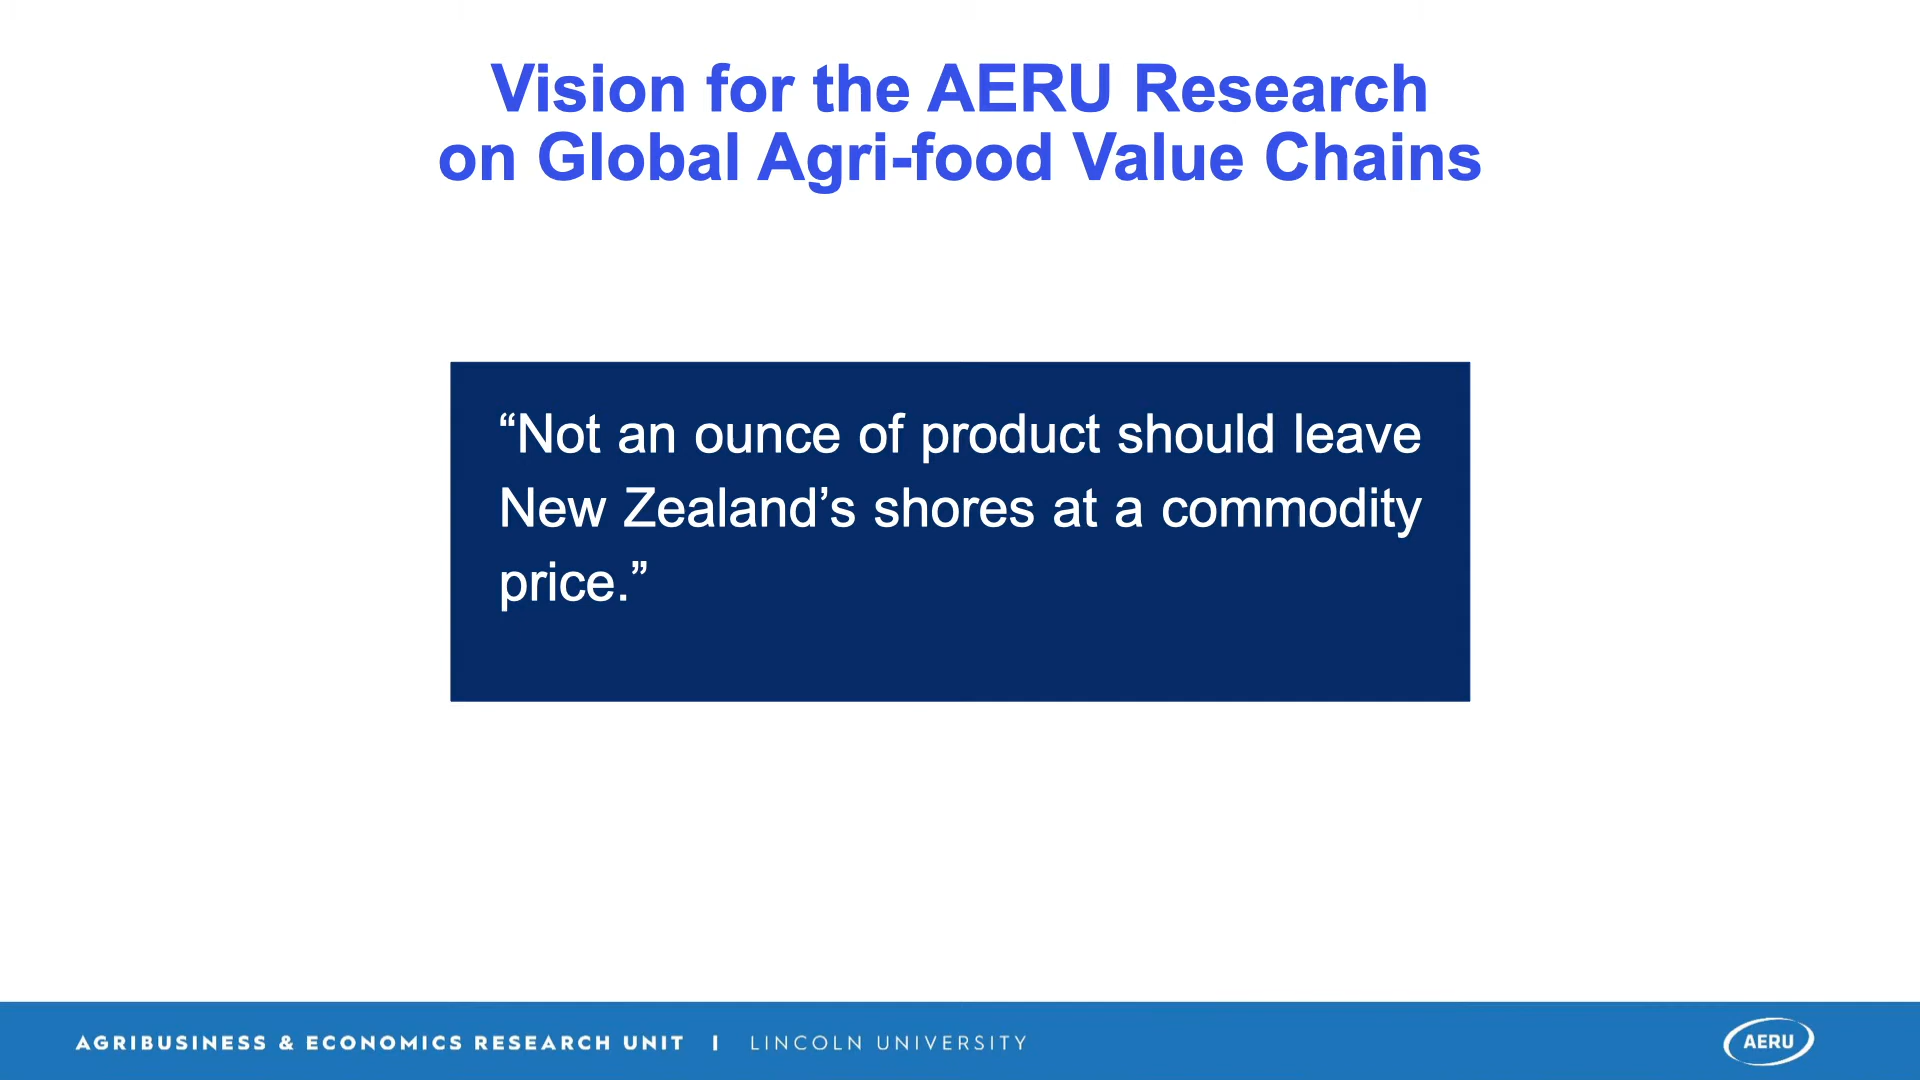 Vision for the AERU Research
on Global Agri-food Value Chains
“Not an ounce of product should leave
New Zealand’s shores at a commodity
price.”
AGRIBUSINESS & ECONOMICS RESEARCH UNIT | LINCOLN UNIVERSITY
AERU